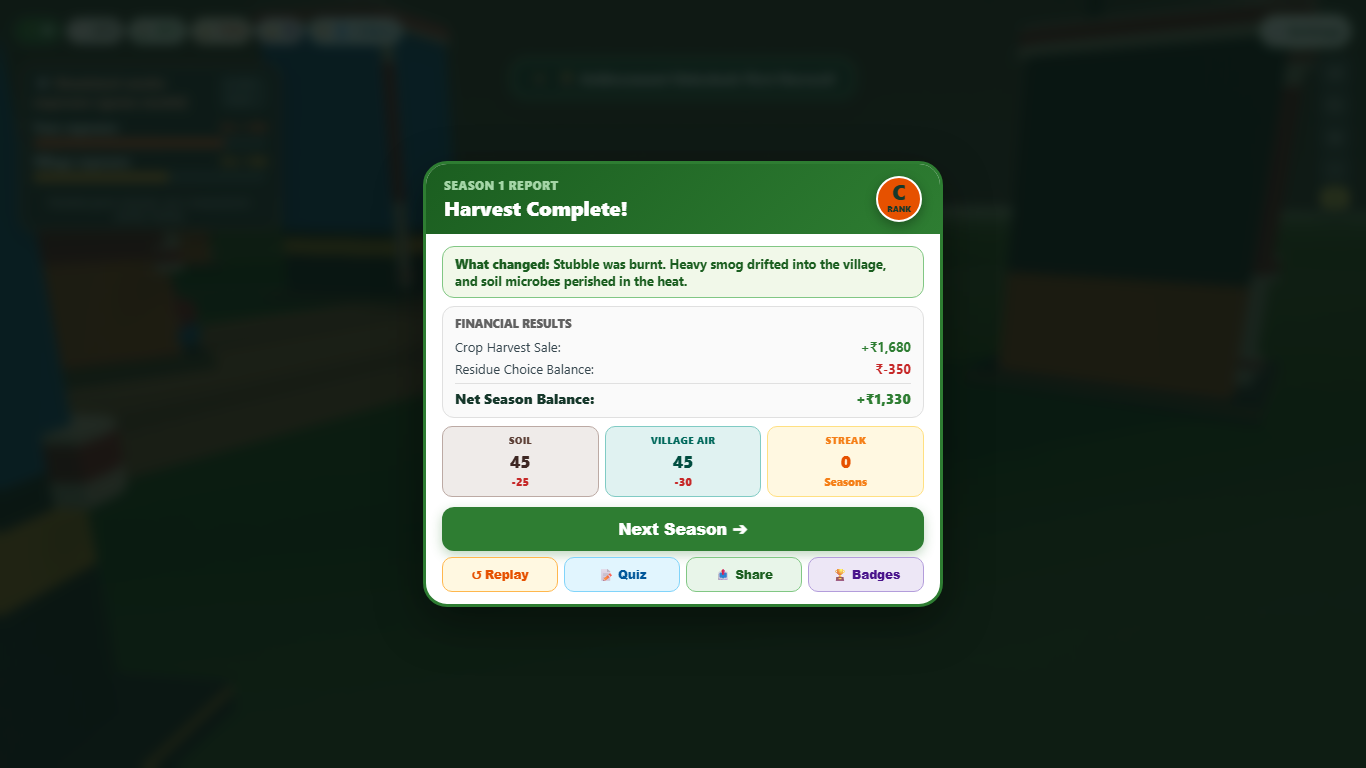 SEASON 1 REPORT
Harvest Complete!
C
RANK
What changed: Stubble was burnt. Heavy smog drifted into the village,
and soil microbes perished in the heat.
FINANCIAL RESULTS
Crop Harvest Sale: +₹1,680
Residue Choice Balance: ₹-350
Net Season Balance: +₹1,330
SOIL
45
-25
VILLAGE AIR
45
-30
STREAK
0
Seasons
Next Season ➔
↺ Replay
📝 Quiz
📤 Share
🏆 Badges